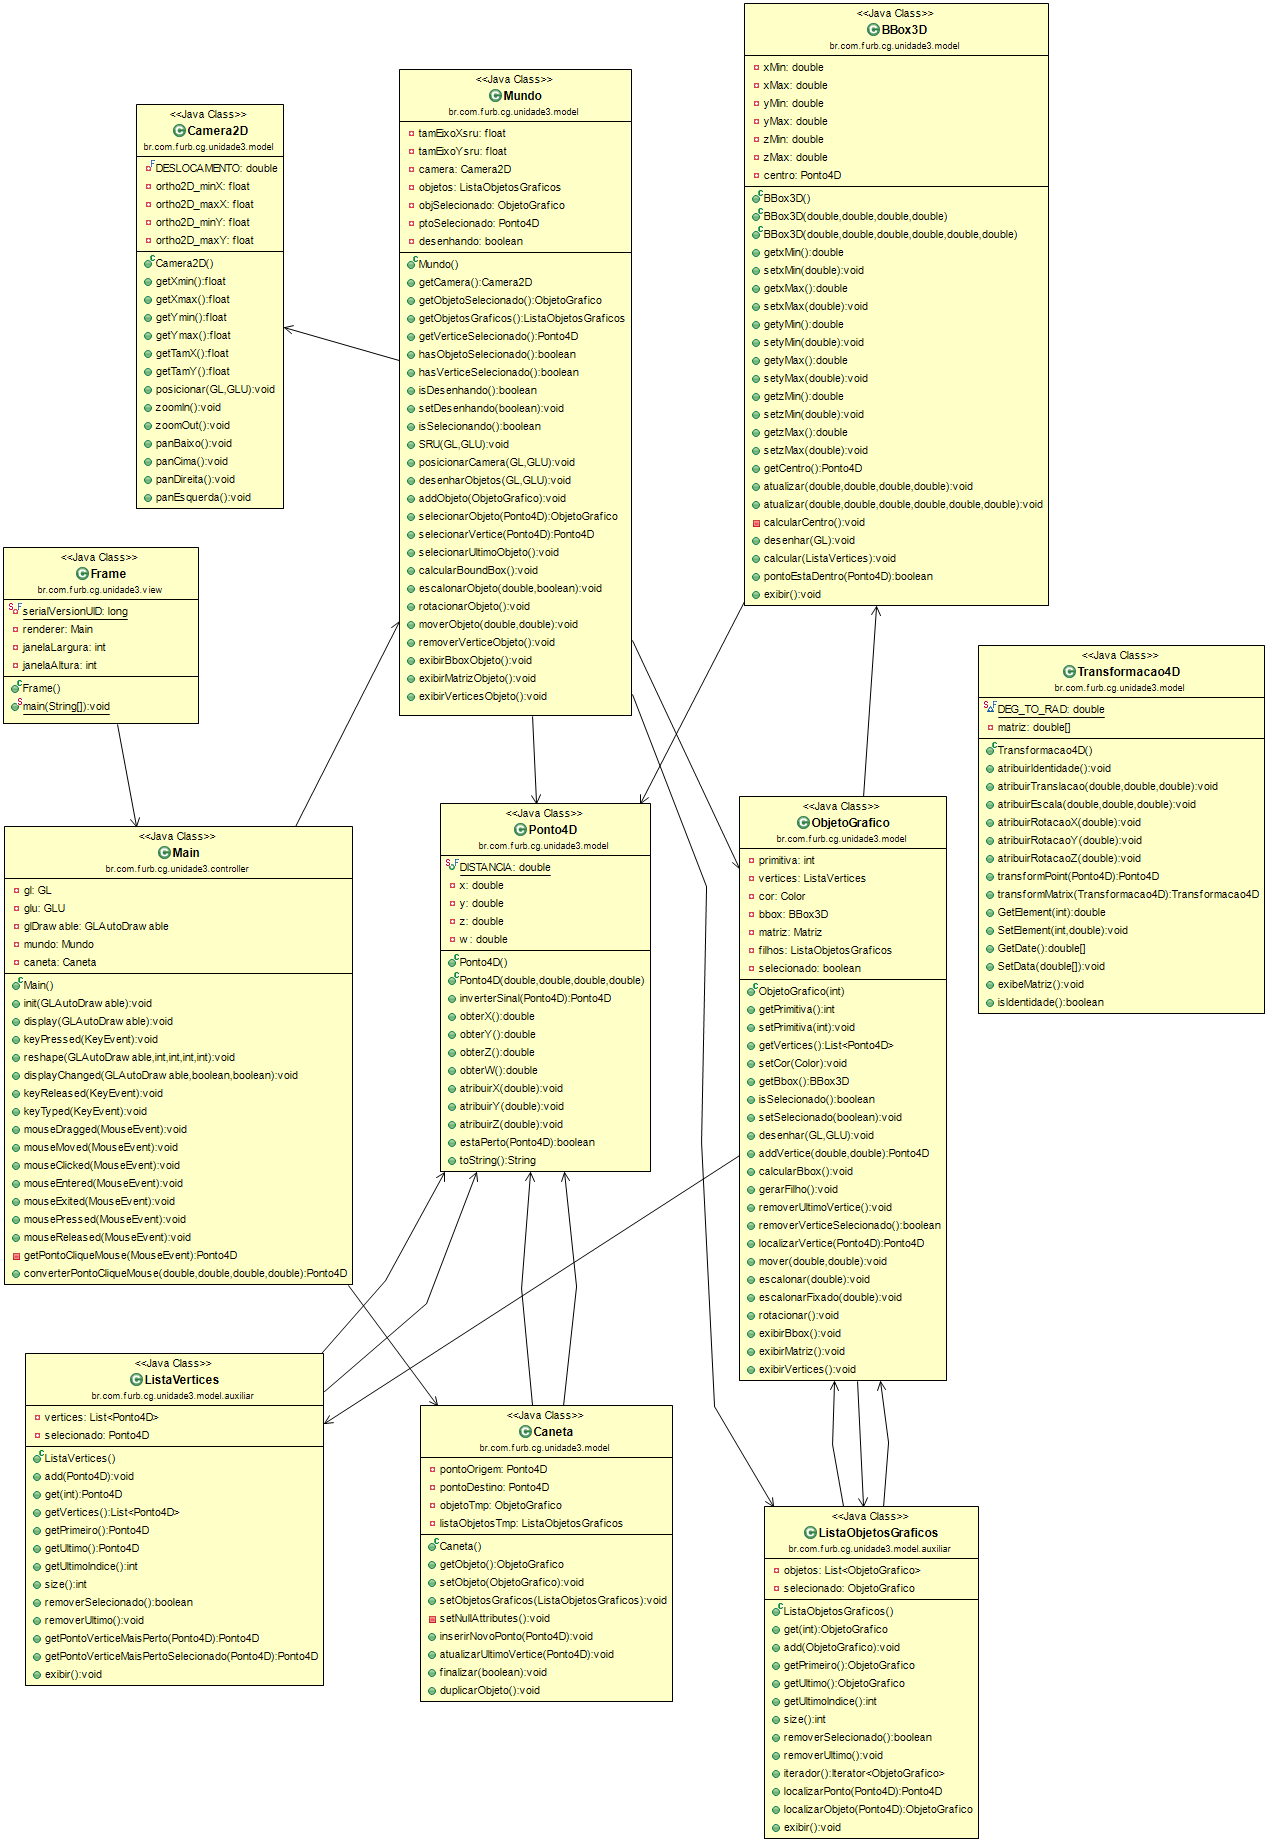 <<Java Class>>
Camera2D
br.com.furb.cg.unidade3.model
DESLOCAMENTO: double
ortho2D_minX: float
ortho2D_maxX: float
ortho2D_minY: float
ortho2D_maxY: float
Camera2D()
getXmin():float
getXmax():float
getYmin():float
getYmax():float
getTamX():float
getTamY():float
posicionar(GL,GLU):void
zoomIn():void
zoomOut():void
panBaixo():void
panCima():void
panDireita():void
panEsquerda():void
<<Java Class>>
Mundo
br.com.furb.cg.unidade3.model
tamEixoXsru: float
tamEixoYsru: float
camera: Camera2D
objetos: ListaObjetosGraficos
objSelecionado: ObjetoGrafico
ptoSelecionado: Ponto4D
desenhando: boolean
Mundo()
getCamera():Camera2D
getObjetoSelecionado():ObjetoGrafico
getObjetosGraficos():ListaObjetosGraficos
getVerticeSelecionado():Ponto4D
hasObjetoSelecionado():boolean
hasVerticeSelecionado():boolean
isDesenhando():boolean
setDesenhando(boolean):void
isSelecionando():boolean
SRU(GL,GLU):void
posicionarCamera(GL,GLU):void
desenharObjetos(GL,GLU):void
addObjeto(ObjetoGrafico):void
selecionarObjeto(Ponto4D):ObjetoGrafico
selecionarVertice(Ponto4D):Ponto4D
selecionarUltimoObjeto():void
calcularBoundBox():void
escalonarObjeto(double,boolean):void
rotacionarObjeto():void
moverObjeto(double,double):void
removerVerticeObjeto():void
exibirBboxObjeto():void
exibirMatrizObjeto():void
exibirVerticesObjeto():void
<<Java Class>>
BBox3D
br.com.furb.cg.unidade3.model
xMin: double
xMax: double
yMin: double
yMax: double
zMin: double
zMax: double
centro: Ponto4D
BBox3D()
BBox3D(double,double,double,double)
BBox3D(double,double,double,double,double,double)
getxMin():double
setxMin(double):void
getxMax():double
setxMax(double):void
getyMin():double
setyMin(double):void
getyMax():double
setyMax(double):void
getzMin():double
setzMin(double):void
getzMax():double
setzMax(double):void
getCentro():Ponto4D
atualizar(double,double,double,double):void
atualizar(double,double,double,double,double,double):void
calcularCentro():void
desenhar(GL):void
calcular(ListaVertices):void
pontoEstaDentro(Ponto4D):boolean
exibir():void
<<Java Class>>
Frame
br.com.furb.cg.unidade3.view
serialVersionUID: long
renderer: Main
janelaLargura: int
janelaAltura: int
Frame()
main(String[]):void
<<Java Class>>
Transformacao4D
br.com.furb.cg.unidade3.model
DEG_TO_RAD: double
matriz: double[]
Transformacao4D()
atribuirIdentidade():void
atribuirTranslacao(double,double,double):void
atribuirEscala(double,double,double):void
atribuirRotacaoX(double):void
atribuirRotacaoY(double):void
atribuirRotacaoZ(double):void
transformPoint(Ponto4D):Ponto4D
transformMatrix(Transformacao4D):Transformacao4D
GetElement(int):double
SetElement(int,double):void
GetDate():double[]
SetData(double[]):void
exibeMatriz():void
isIdentidade():boolean
<<Java Class>>
Main
br.com.furb.cg.unidade3.controller
gl: GL
glu: GLU
glDrawable: GLAutoDrawable
mundo: Mundo
caneta: Caneta
Main()
init(GLAutoDrawable):void
display(GLAutoDrawable):void
keyPressed(KeyEvent):void
reshape(GLAutoDrawable,int,int,int,int):void
displayChanged(GLAutoDrawable,boolean,boolean):void
keyReleased(KeyEvent):void
keyTyped(KeyEvent):void
mouseDragged(MouseEvent):void
mouseMoved(MouseEvent):void
mouseClicked(MouseEvent):void
mouseEntered(MouseEvent):void
mouseExited(MouseEvent):void
mousePressed(MouseEvent):void
mouseReleased(MouseEvent):void
getPontoCliqueMouse(MouseEvent):Ponto4D
converterPontoCliqueMouse(double,double,double,double):Ponto4D
<<Java Class>>
Ponto4D
br.com.furb.cg.unidade3.model
DISTANCIA: double
x: double
y: double
z: double
w: double
Ponto4D()
Ponto4D(double,double,double,double)
inverterSinal(Ponto4D):Ponto4D
obterX():double
obterY():double
obterZ():double
obterW():double
atribuirX(double):void
atribuirY(double):void
atribuirZ(double):void
estaPerto(Ponto4D):boolean
toString():String
<<Java Class>>
ObjetoGrafico
br.com.furb.cg.unidade3.model
primitiva: int
vertices: ListaVertices
cor: Color
bbox: BBox3D
matriz: Matriz
filhos: ListaObjetosGraficos
selecionado: boolean
ObjetoGrafico(int)
getPrimitiva():int
setPrimitiva(int):void
getVertices():List<Ponto4D>
setCor(Color):void
getBbox():BBox3D
isSelecionado():boolean
setSelecionado(boolean):void
desenhar(GL,GLU):void
addVertice(double,double):Ponto4D
calcularBbox():void
gerarFilho():void
removerUltimoVertice():void
removerVerticeSelecionado():boolean
localizarVertice(Ponto4D):Ponto4D
mover(double,double):void
escalonar(double):void
escalonarFixado(double):void
rotacionar():void
exibirBbox():void
exibirMatriz():void
exibirVertices():void
<<Java Class>>
ListaVertices
br.com.furb.cg.unidade3.model.auxiliar
vertices: List<Ponto4D>
selecionado: Ponto4D
ListaVertices()
add(Ponto4D):void
get(int):Ponto4D
getVertices():List<Ponto4D>
getPrimeiro():Ponto4D
getUltimo():Ponto4D
getUltimoIndice():int
size():int
removerSelecionado():boolean
removerUltimo():void
getPontoVerticeMaisPerto(Ponto4D):Ponto4D
getPontoVerticeMaisPertoSelecionado(Ponto4D):Ponto4D
exibir():void
<<Java Class>>
Caneta
br.com.furb.cg.unidade3.model
pontoOrigem: Ponto4D
pontoDestino: Ponto4D
objetoTmp: ObjetoGrafico
listaObjetosTmp: ListaObjetosGraficos
Caneta()
getObjeto():ObjetoGrafico
setObjeto(ObjetoGrafico):void
setObjetosGraficos(ListaObjetosGraficos):void
setNullAttributes():void
inserirNovoPonto(Ponto4D):void
atualizarUltimoVertice(Ponto4D):void
finalizar(boolean):void
duplicarObjeto():void
<<Java Class>>
ListaObjetosGraficos
br.com.furb.cg.unidade3.model.auxiliar
objetos: List<ObjetoGrafico>
selecionado: ObjetoGrafico
ListaObjetosGraficos()
get(int):ObjetoGrafico
add(ObjetoGrafico):void
getPrimeiro():ObjetoGrafico
getUltimo():ObjetoGrafico
getUltimoIndice():int
size():int
removerSelecionado():boolean
removerUltimo():void
iterador():Iterator<ObjetoGrafico>
localizarPonto(Ponto4D):Ponto4D
localizarObjeto(Ponto4D):ObjetoGrafico
exibir():void